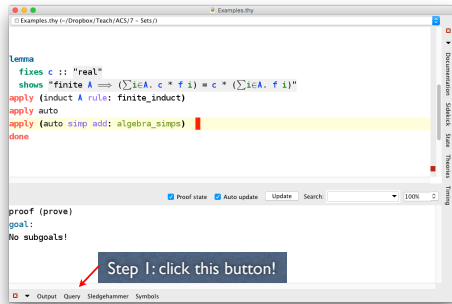 Examples.thy
Examples.thy (~/Dropbox/Teach/ACS/7 - Sets/)
lemma
fixes c :: "real"
shows "finite A ⟹ (∑i∈A. c * f i) = c * (∑i∈A. f i)"
apply (induct A rule: finite_induct)
apply auto
apply (auto simp add: algebra_simps)
done
Documentation
Sidekick
State
Theories
Timing
Proof state Auto update Update Search: 100%
proof (prove)
goal:
No subgoals!
Step 1: click this button!
Output Query Sledgehammer Symbols